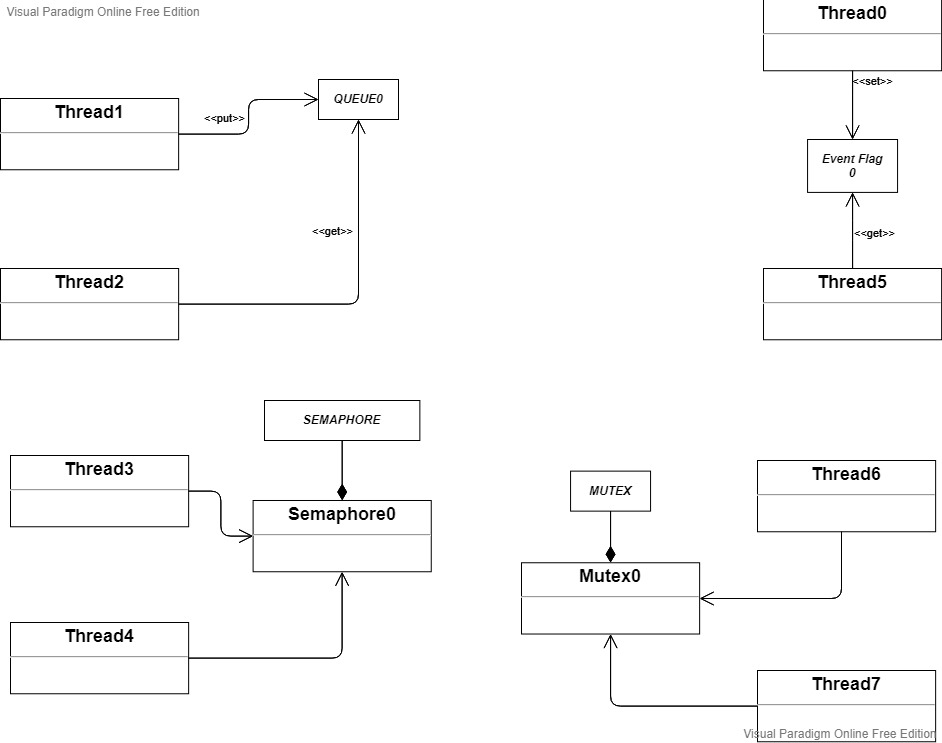 Visual Paradigm Online Free Edition
Thread0
<<set>>
QUEUE0
Thread1
<<put>>
Event Flag
0
<<get>>
<<get>>
Thread2
Thread5
SEMAPHORE
Thread3
Thread6
MUTEX
Semaphore0
Mutex0
Thread4
Thread7
Visual Paradigm Online Free Edition